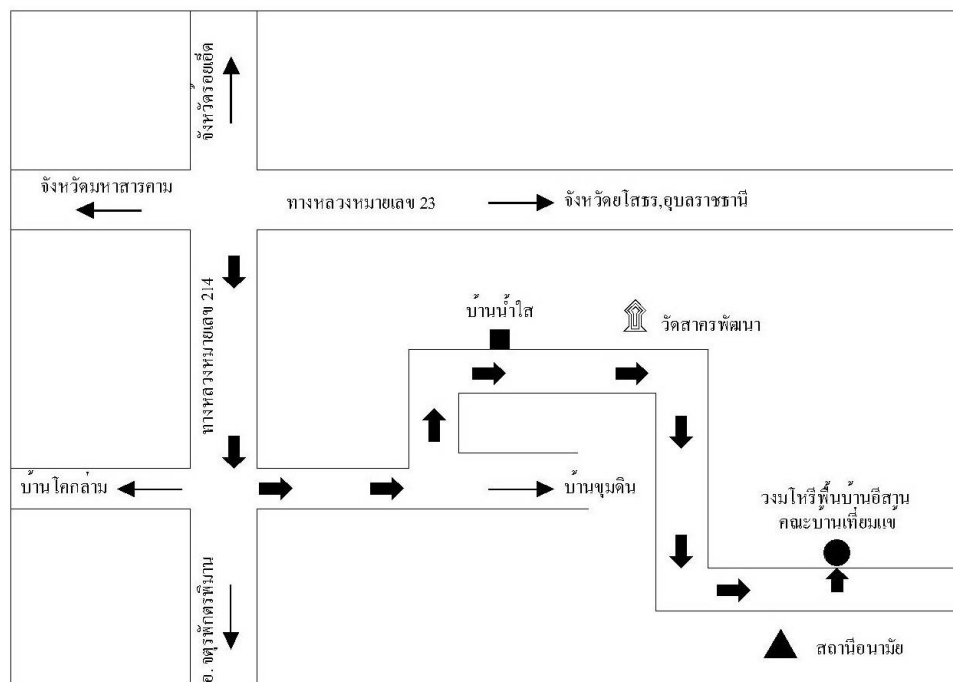 จังหวัดร้อยเอ็ด
จังหวัดมหาสารคาม
ทางหลวงหมายเลข 23
จังหวัดยโสธร,อุบลราชธานี
ทางหลวงหมายเลข 214
บ้านน้ำใส
วัดสาครพัฒนา
บ้านโคกล่าม
บ้านขุมดิน
วงมโหรีพื้นบ้านอีสาน
คณะบ้านเที่ยมแข้
อ. จตุรพักตรพิมาน
สถานีอนามัย